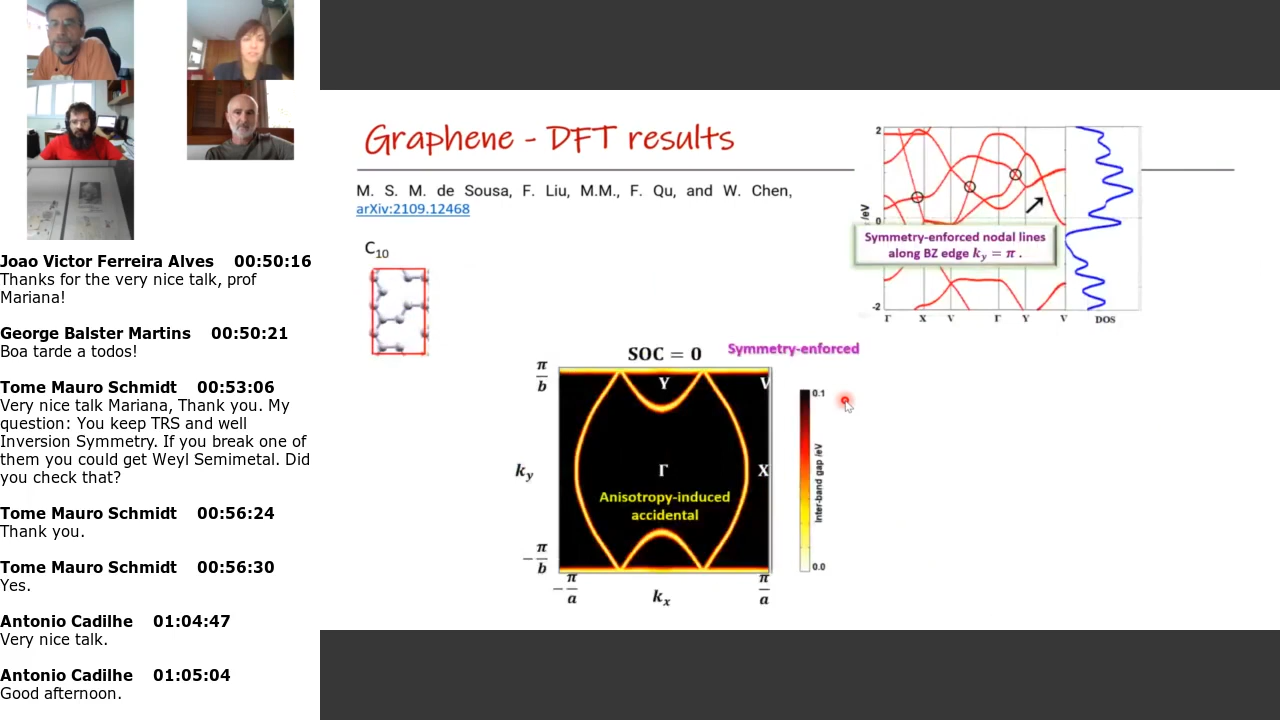 Joao Victor Ferreira Alves 00:50:16
Thanks for the very nice talk, prof
Mariana!
George Balster Martins 00:50:21
Boa tarde a todos!
Tome Mauro Schmidt 00:53:06
Very nice talk Mariana, Thank you. My
question: You keep TRS and well
Inversion Symmetry. If you break one of
them you could get Weyl Semimetal. Did
you check that?
Tome Mauro Schmidt 00:56:24
Thank you.
Tome Mauro Schmidt 00:56:30
Yes.
Antonio Cadilhe 01:04:47
Very nice talk.
Antonio Cadilhe 01:05:04
Good afternoon.
Graphene - DFT results
M. S. M. de Sousa, F. Liu, M.M., F. Qu, and W. Chen,
arXiv:2109.12468
C10
2
0
-2
/eV
Symmetry-enforced nodal lines
along BZ edge ky = π .
Γ X V Γ Y V DOS
SOC = 0
Symmetry-enforced
π/b
Y V
ky
Γ X
Anisotropy-induced
accidental
−π/b
−π/a kx π/a
0.1
Inter-band gap /eV
0.0